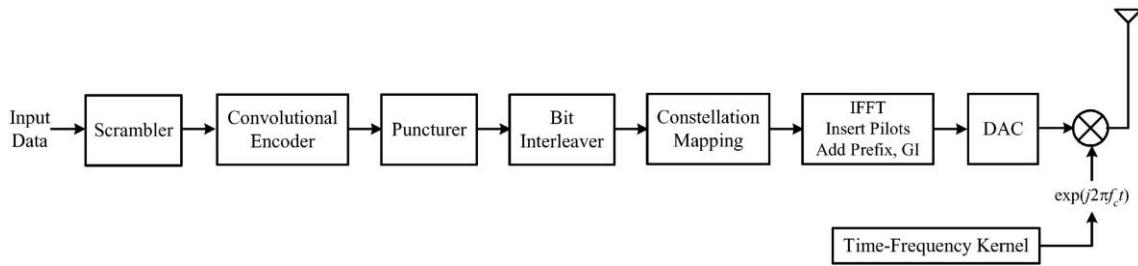 Input
Data
Scrambler
Convolutional
Encoder
Puncturer
Bit
Interleaver
Constellation
Mapping
IFFT
Insert Pilots
Add Prefix, GI
DAC
exp(j2πf_ct)
Time-Frequency Kernel